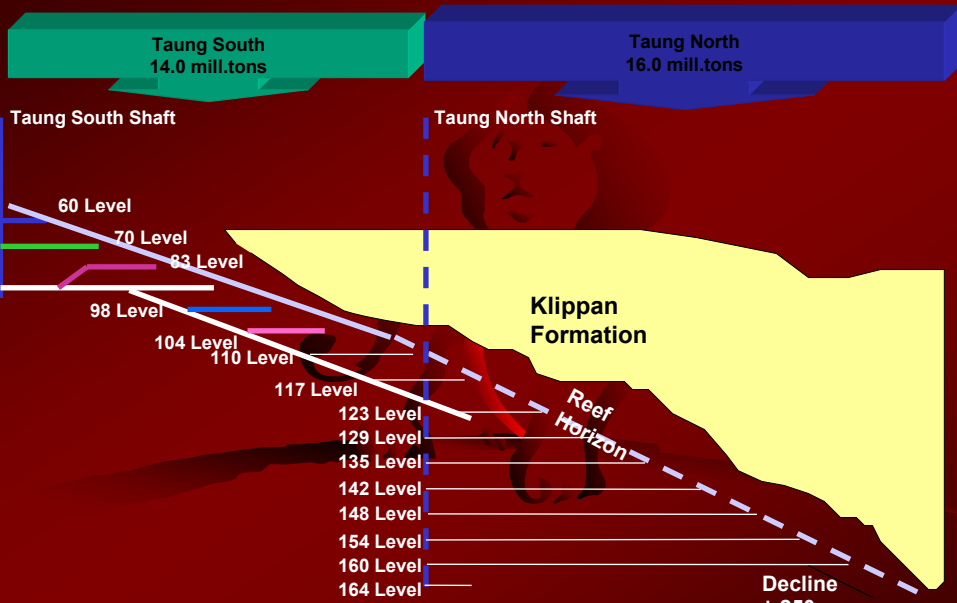 Taung South
14.0 mill.tons
Taung North
16.0 mill.tons
Taung South Shaft
Taung North Shaft
60 Level
70 Level
83 Level
98 Level
104 Level
110 Level
117 Level
123 Level
129 Level
135 Level
142 Level
148 Level
154 Level
160 Level
164 Level
Klippan
Formation
Reef
Horizon
Decline